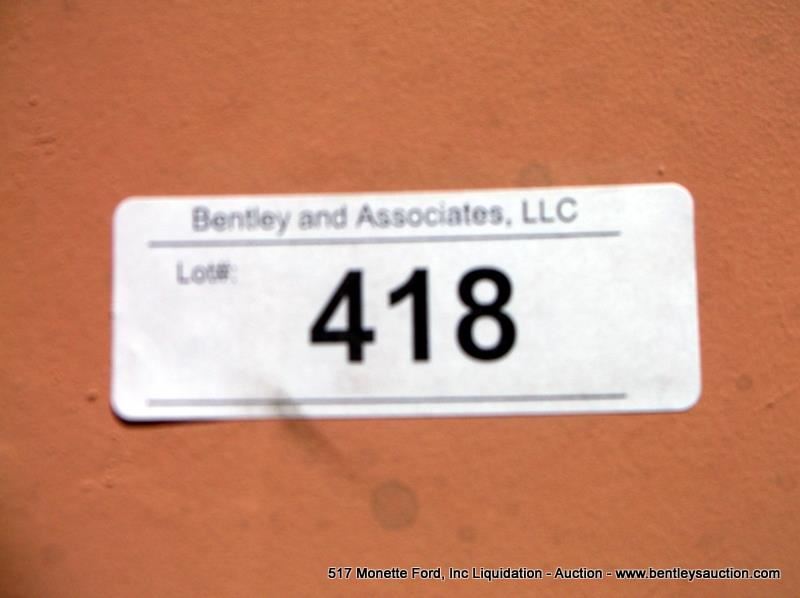 Bentley and Associates, LLC
Lot#:
418
517 Monette Ford, Inc Liquidation - Auction - www.bentleysauction.com